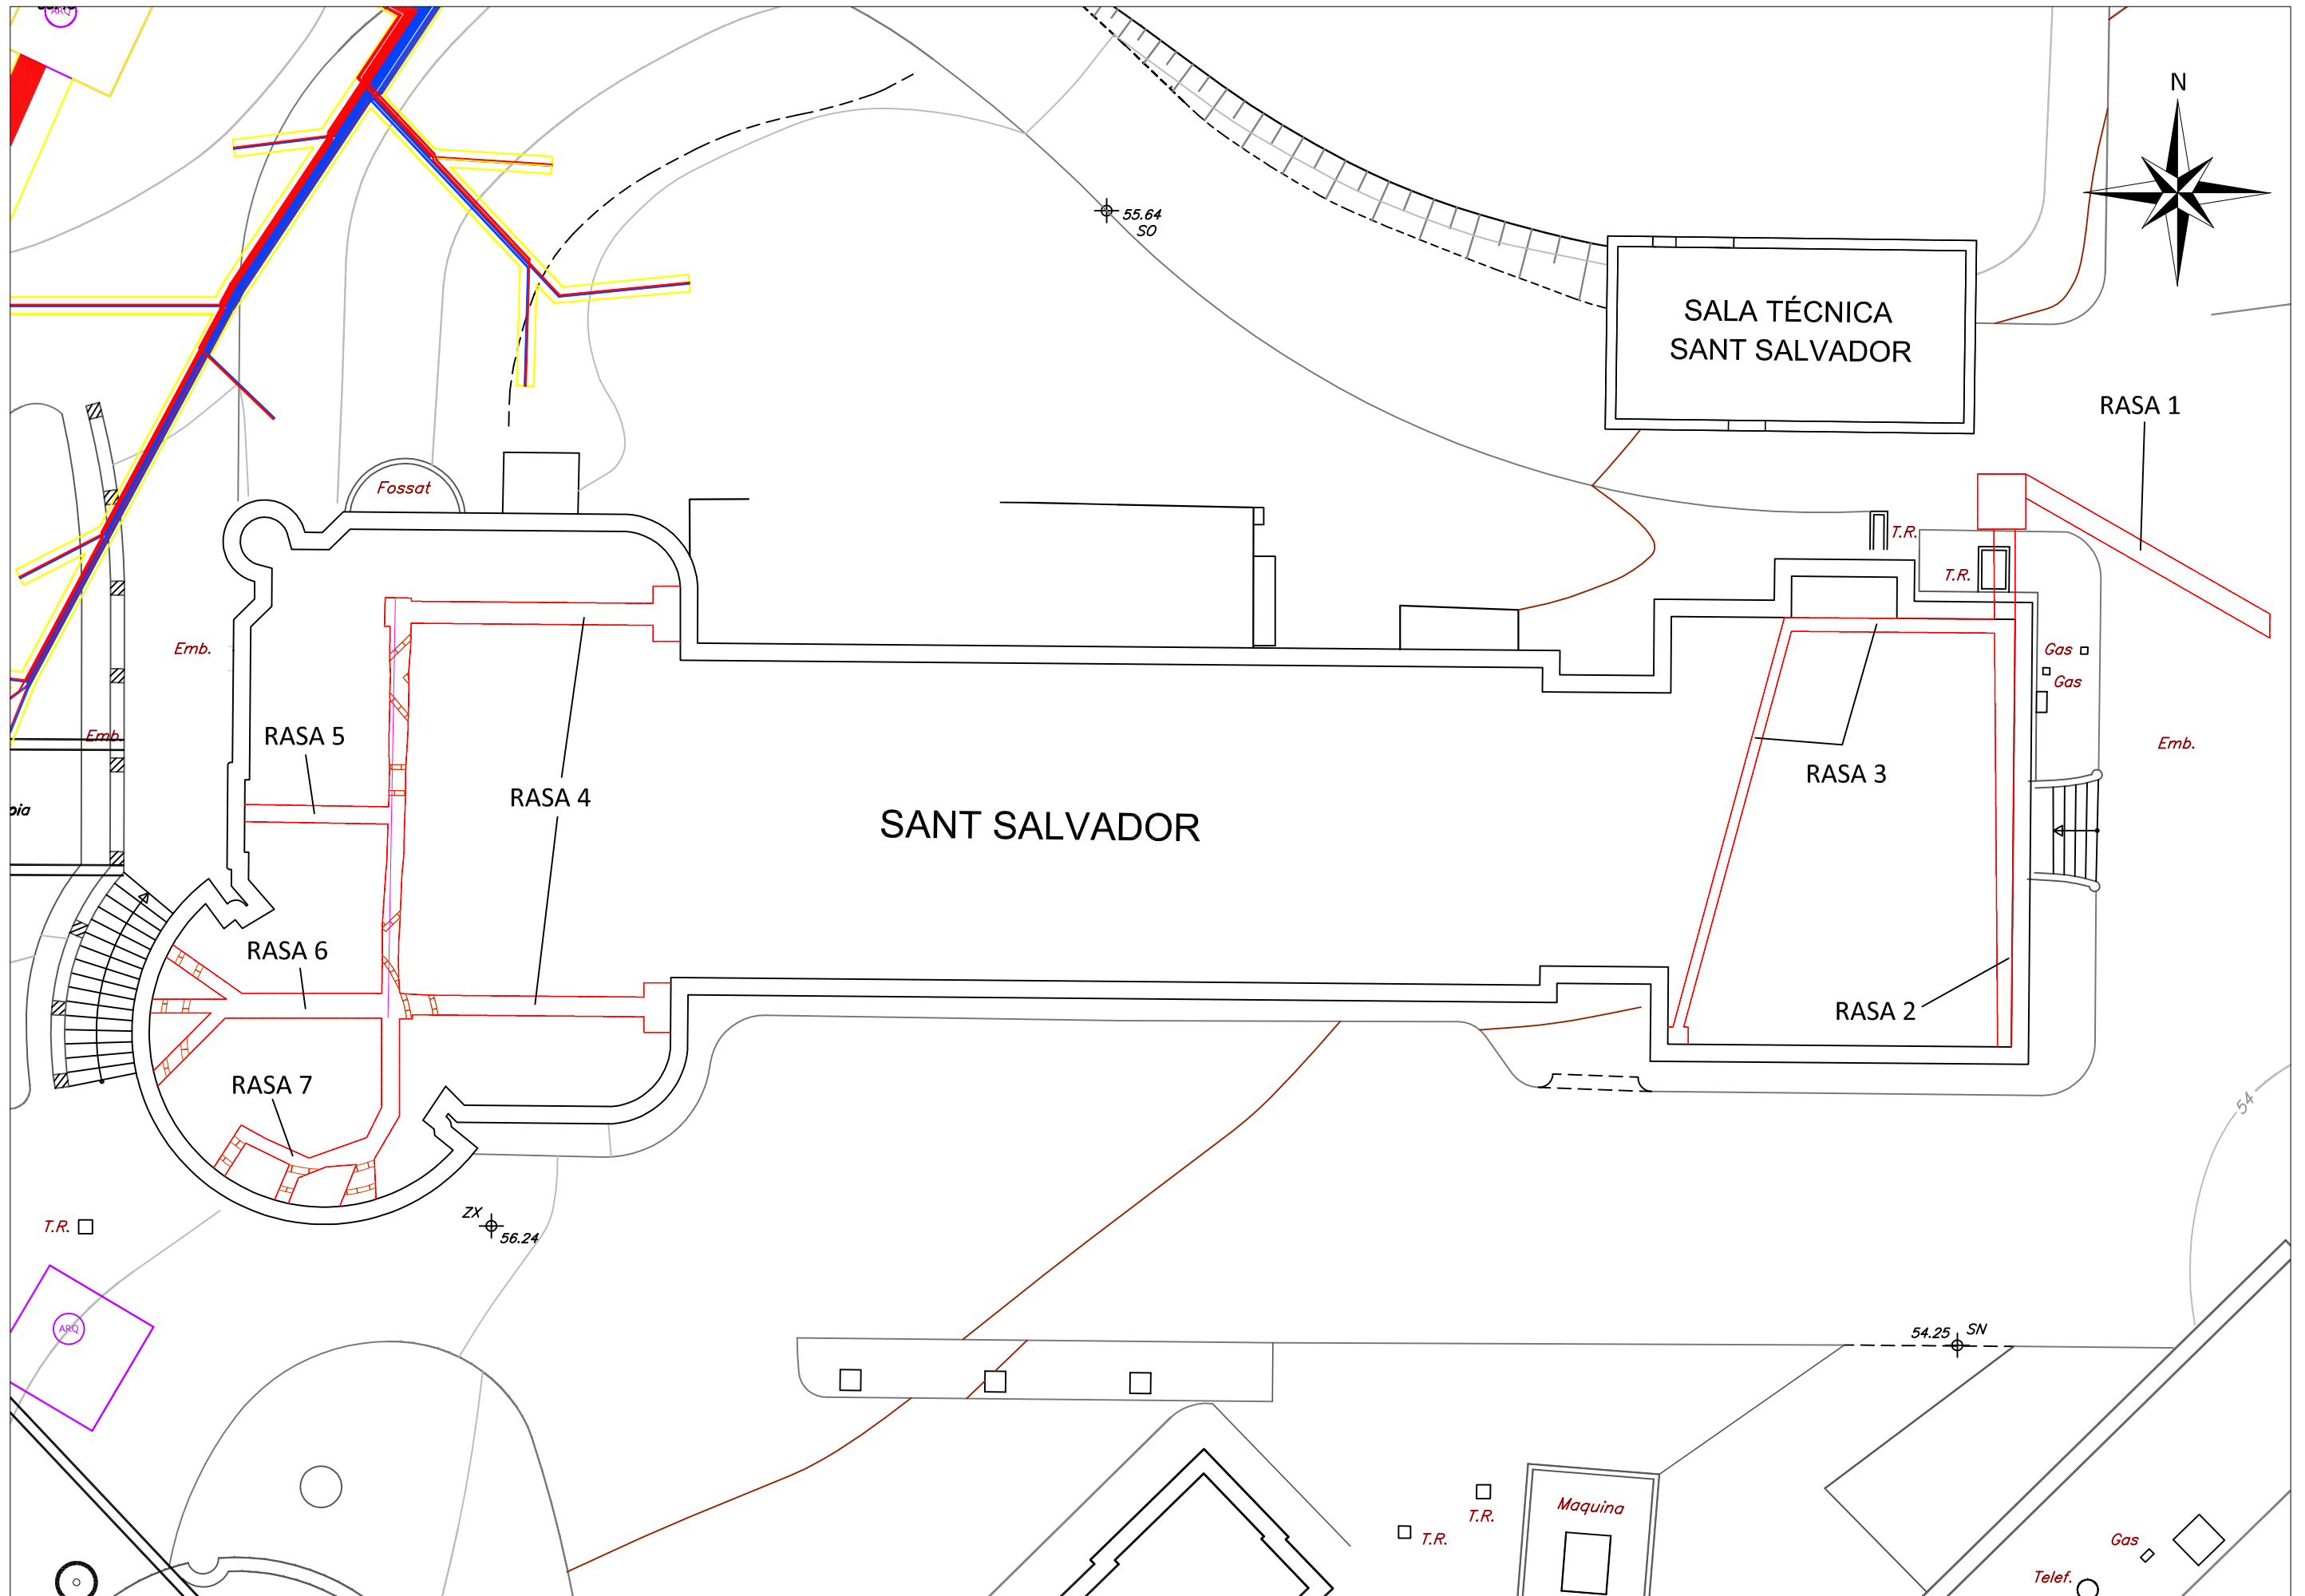 ARQ
N
55.64
SO
SALA TÉCNICA
SANT SALVADOR
RASA 1
Fossat
T.R.
T.R.
Emb.
Gas
Gas
Emb.
RASA 5
Emb.
RASA 4
RASA 3
SANT SALVADOR
RASA 6
RASA 2
RASA 7
54
ZX
56.24
T.R.
ARQ
54.25 SN
Maquina
T.R.
T.R.
Gas
Telef.